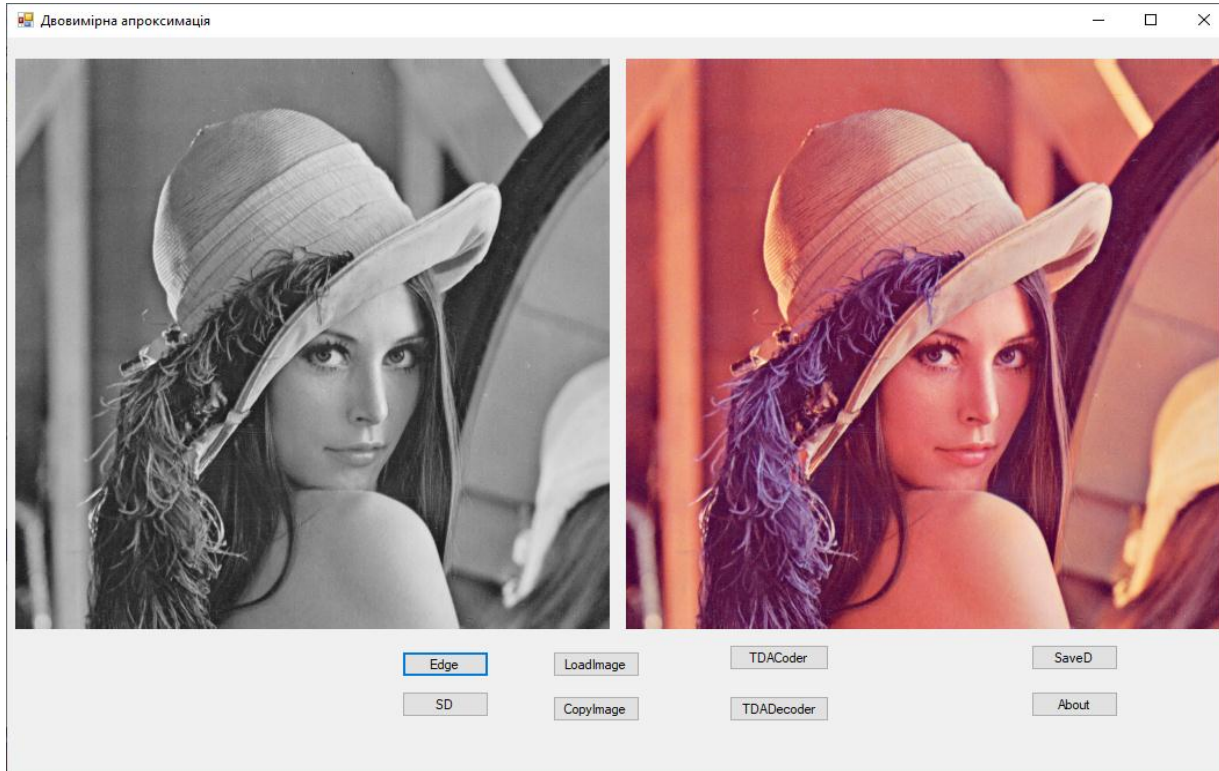 Двовимірна апроксимація
Edge
LoadImage
TDACoder
SaveD
SD
CopyImage
TDADecoder
About